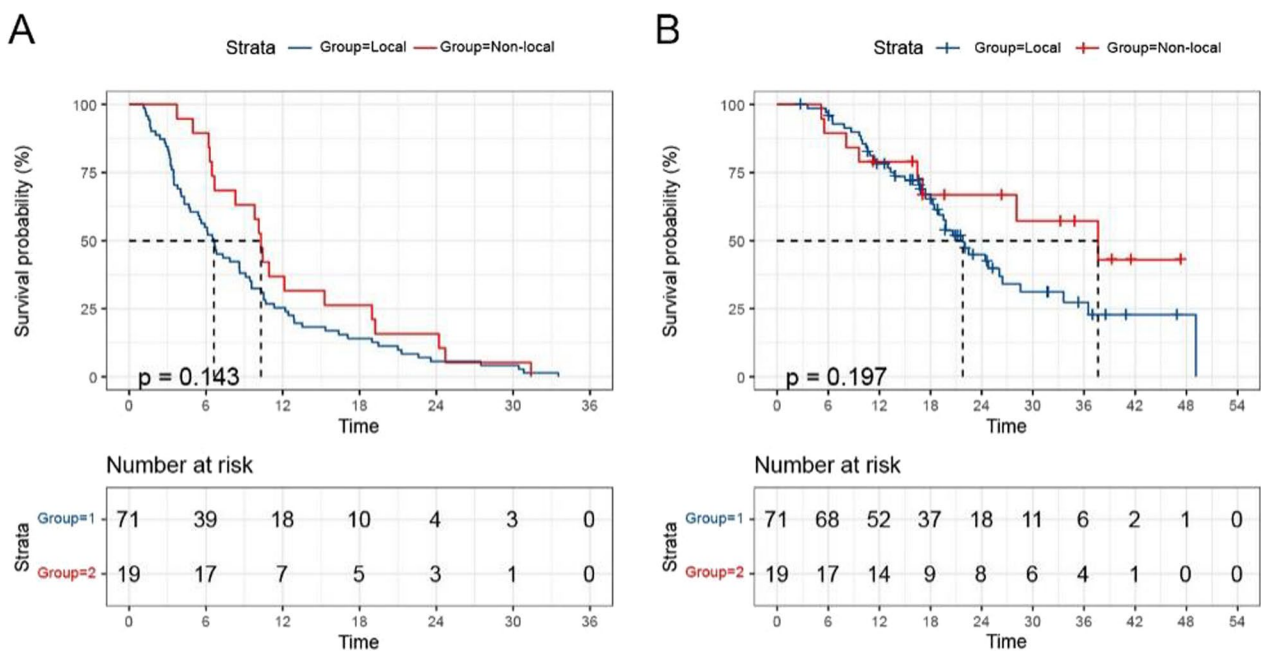 A
Strata Group=Local Group=Non-local
Survival probability (%)
100
75
50
25
0
p = 0.143
0 6 12 18 24 30 36
Time
Number at risk
Strata
Group=1 71 39 18 10 4 3 0
Group=2 19 17 7 5 3 1 0
0 6 12 18 24 30 36
Time
B
Strata Group=Local Group=Non-local
Survival probability (%)
100
75
50
25
0
p = 0.197
0 6 12 18 24 30 36 42 48 54
Time
Number at risk
Strata
Group=1 71 68 52 37 18 11 6 2 1 0
Group=2 19 17 14 9 8 6 4 1 0 0
0 6 12 18 24 30 36 42 48 54
Time